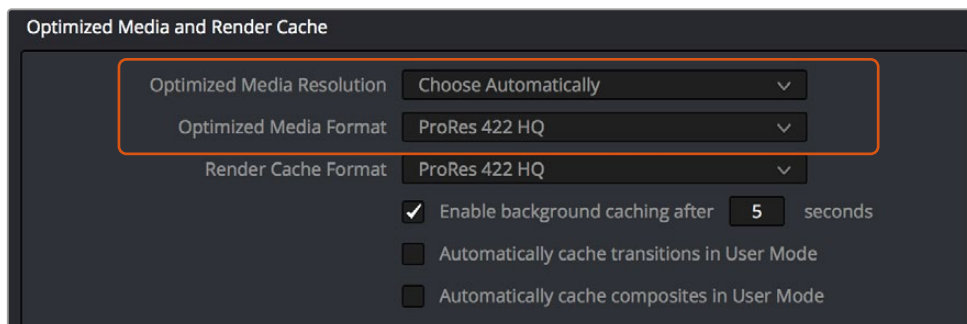 Optimized Media and Render Cache
Optimized Media Resolution Choose Automatically
Optimized Media Format ProRes 422 HQ
Render Cache Format ProRes 422 HQ
Enable background caching after 5 seconds
Automatically cache transitions in User Mode
Automatically cache composites in User Mode